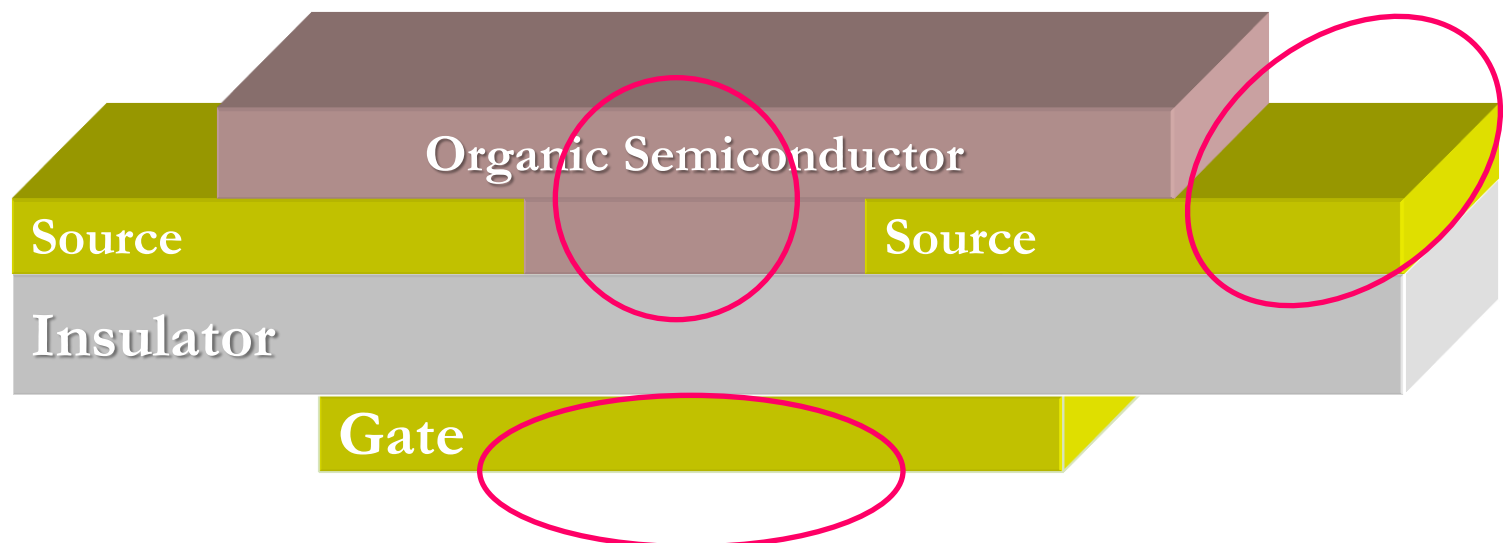 Organic Semiconductor
Source
Source
Insulator
Gate